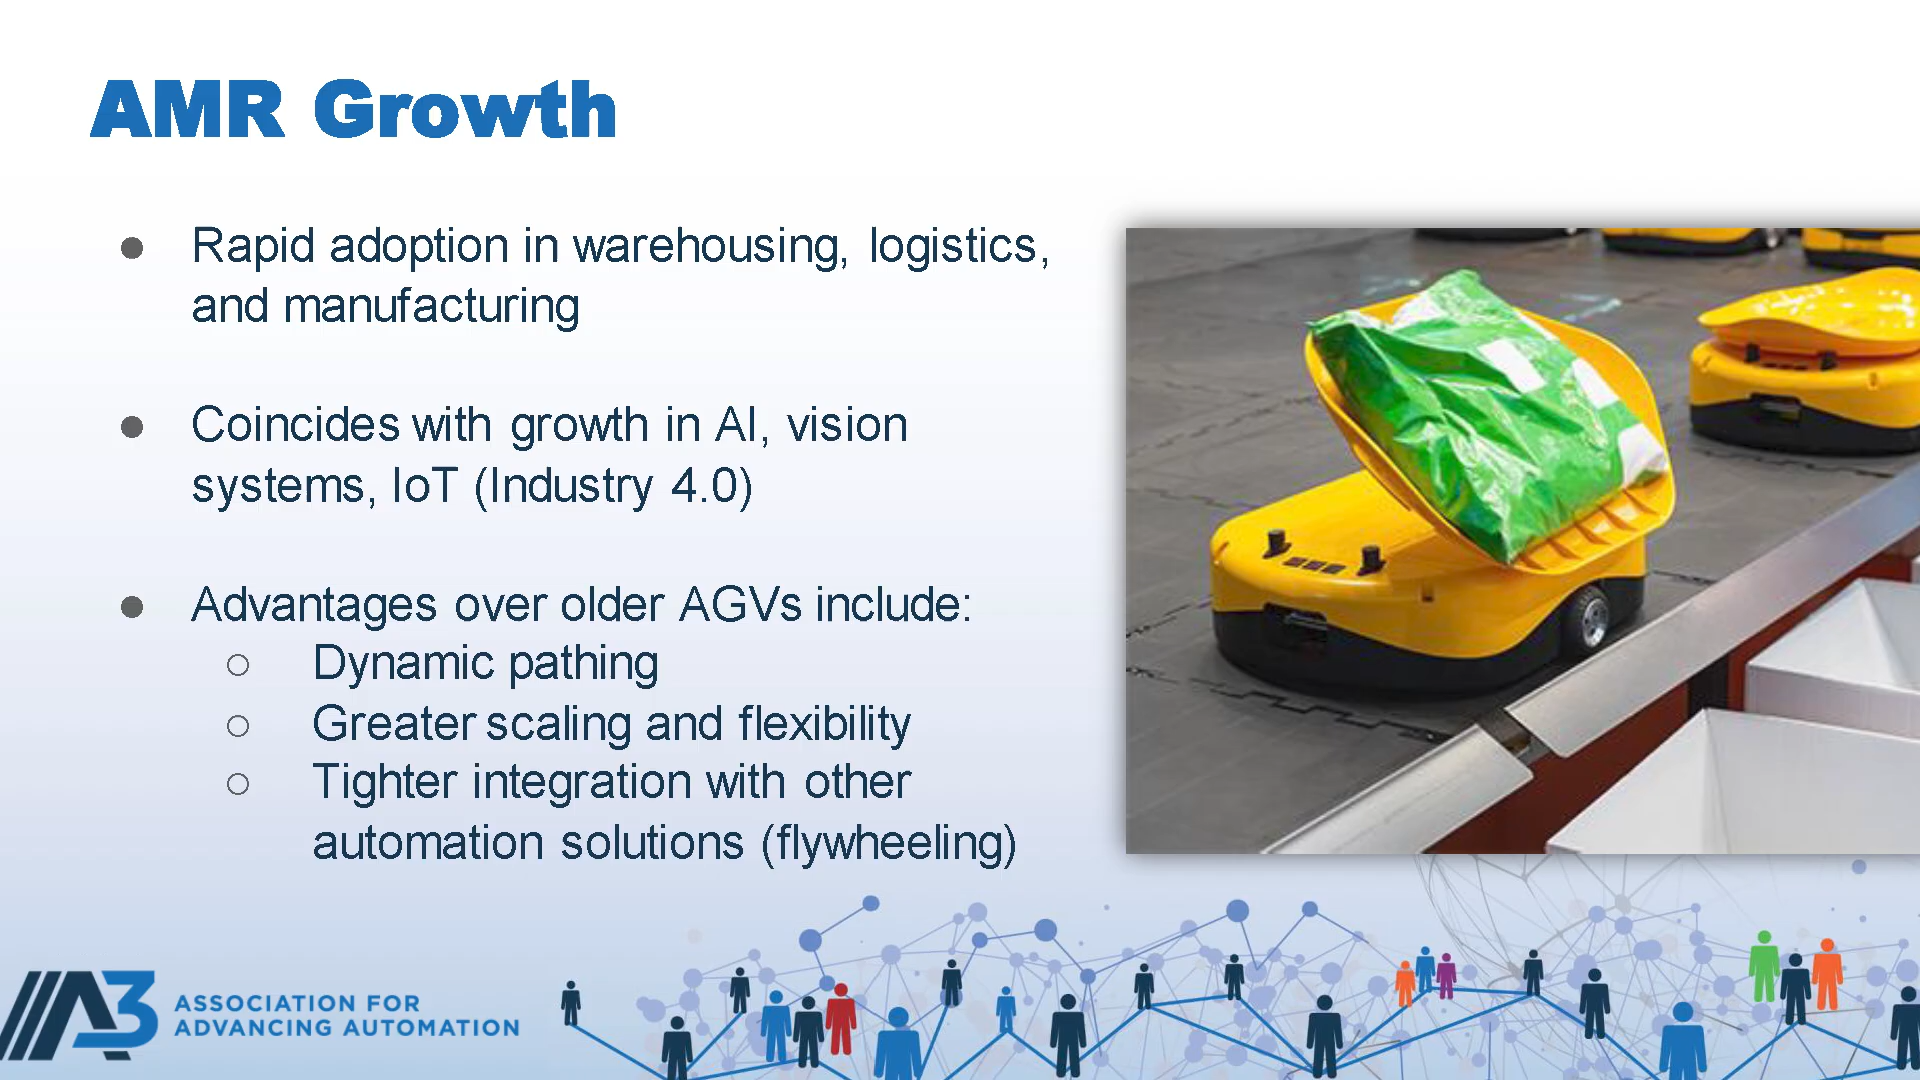 AMR Growth
● Rapid adoption in warehousing, logistics,
and manufacturing
● Coincides with growth in AI, vision
systems, IoT (Industry 4.0)
● Advantages over older AGVs include:
○ Dynamic pathing
○ Greater scaling and flexibility
○ Tighter integration with other
automation solutions (flywheeling)
A3 ASSOCIATION FOR
ADVANCING AUTOMATION